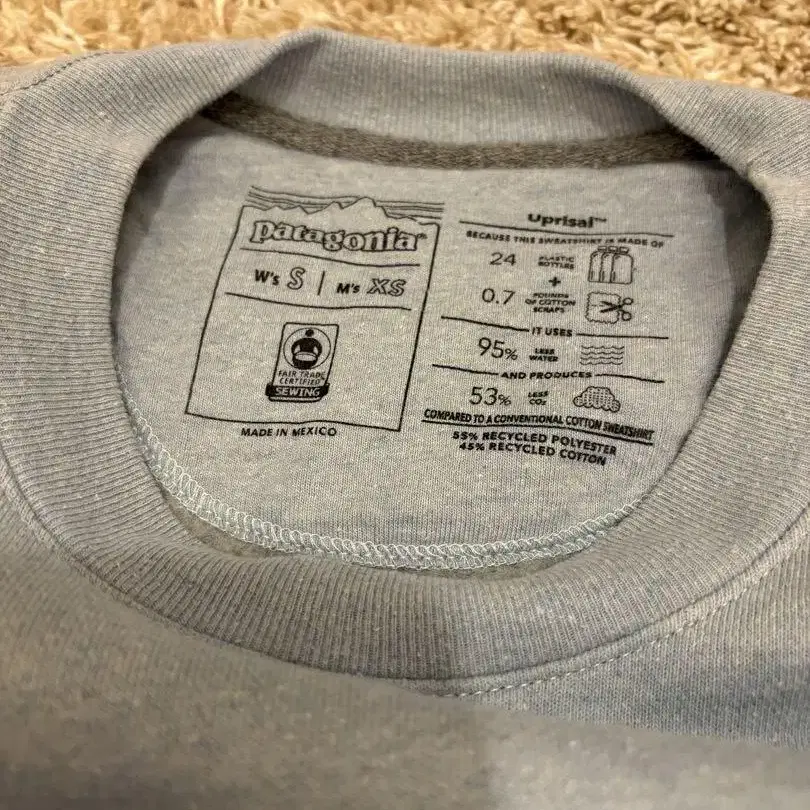 patagonia®
W's S | M's XS
FAIR TRADE
CERTIFIED
SEWING
MADE IN MEXICO
Uprisal™
BECAUSE THIS SWEATSHIRT IS MADE OF
24 PLASTIC BOTTLES
+
0.7 POUNDS OF COTTON SCRAPS
IT USES
95% LESS WATER
AND PRODUCES
53% LESS CO₂
COMPARED TO A CONVENTIONAL COTTON SWEATSHIRT
55% RECYCLED POLYESTER
45% RECYCLED COTTON